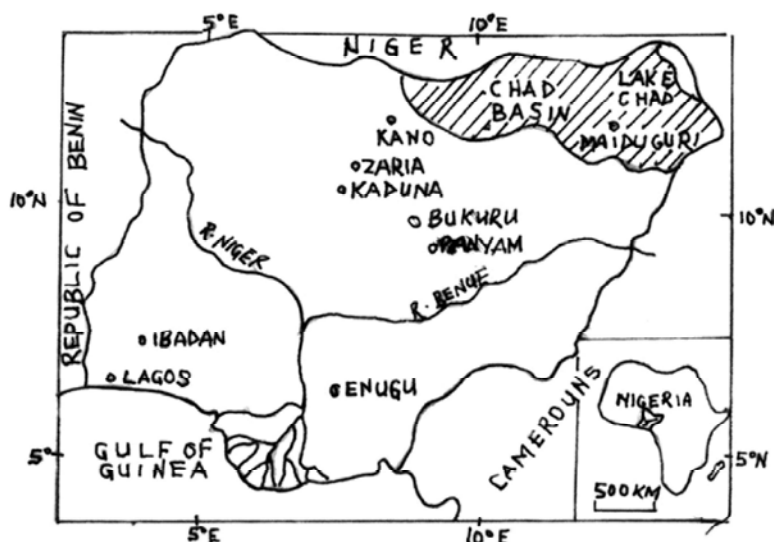 5°E 10°E
NIGER
CHAD
BASIN
LAKE
CHAD
KANO
MAIDUGURI
ZARIA
KADUNA
10°N
10°N
BUKURU
PANYAM
REPUBLIC OF BENIN
R. NIGER
R. BENUE
IBADAN
LAGOS
ENUGU
CAMEROUNS
NIGERIA
GULF OF
GUINEA
5°
5°N
500KM
5°E 10°E